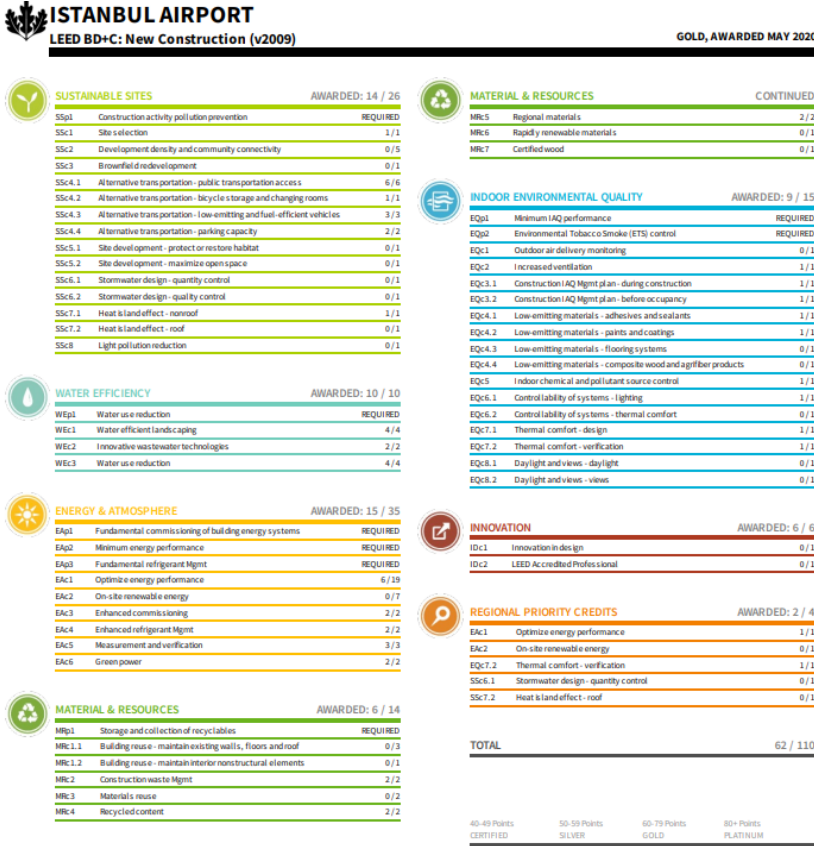 ISTANBUL AIRPORT
LEED BD+C: New Construction (v2009)
GOLD, AWARDED MAY 2020
SUSTAINABLE SITES AWARDED: 14 / 26
SSp1 Construction activity pollution prevention REQUIRED
SSc1 Site selection 1 / 1
SSc2 Development density and community connectivity 0 / 5
SSc3 Brownfield redevelopment 0 / 1
SSc4.1 Alternative transportation - public transportation access 6 / 6
SSc4.2 Alternative transportation - bicycle storage and changing rooms 1 / 1
SSc4.3 Alternative transportation - low-emitting and fuel-efficient vehicles 3 / 3
SSc4.4 Alternative transportation - parking capacity 2 / 2
SSc5.1 Site development - protect or restore habitat 0 / 1
SSc5.2 Site development - maximize open space 0 / 1
SSc6.1 Stormwater design - quantity control 0 / 1
SSc6.2 Stormwater design - quality control 0 / 1
SSc7.1 Heat island effect - nonroof 1 / 1
SSc7.2 Heat island effect - roof 0 / 1
SSc8 Light pollution reduction 0 / 1
WATER EFFICIENCY AWARDED: 10 / 10
WEp1 Water use reduction REQUIRED
WEc1 Water efficient landscaping 4 / 4
WEc2 Innovative wastewater technologies 2 / 2
WEc3 Water use reduction 4 / 4
ENERGY & ATMOSPHERE AWARDED: 15 / 35
EAp1 Fundamental commissioning of building energy systems REQUIRED
EAp2 Minimum energy performance REQUIRED
EAp3 Fundamental refrigerant Mgmt REQUIRED
EAc1 Optimize energy performance 6 / 19
EAc2 On-site renewable energy 0 / 7
EAc3 Enhanced commissioning 2 / 2
EAc4 Enhanced refrigerant Mgmt 2 / 2
EAc5 Measurement and verification 3 / 3
EAc6 Green power 2 / 2
MATERIAL & RESOURCES AWARDED: 6 / 14
MRp1 Storage and collection of recyclables REQUIRED
MRc1.1 Building reuse - maintain existing walls, floors and roof 0 / 3
MRc1.2 Building reuse - maintain interior nonstructural elements 0 / 1
MRc2 Construction waste Mgmt 2 / 2
MRc3 Materials reuse 0 / 2
MRc4 Recycled content 2 / 2
MATERIAL & RESOURCES CONTINUED
MRc5 Regional materials 2 / 2
MRc6 Rapidly renewable materials 0 / 1
MRc7 Certified wood 0 / 1
INDOOR ENVIRONMENTAL QUALITY AWARDED: 9 / 15
EQp1 Minimum IAQ performance REQUIRED
EQp2 Environmental Tobacco Smoke (ETS) control REQUIRED
EQc1 Outdoor air delivery monitoring 0 / 1
EQc2 Increased ventilation 1 / 1
EQc3.1 Construction IAQ Mgmt plan - during construction 1 / 1
EQc3.2 Construction IAQ Mgmt plan - before occupancy 1 / 1
EQc4.1 Low-emitting materials - adhesives and sealants 1 / 1
EQc4.2 Low-emitting materials - paints and coatings 1 / 1
EQc4.3 Low-emitting materials - flooring systems 0 / 1
EQc4.4 Low-emitting materials - composite wood and agrifiber products 0 / 1
EQc5 Indoor chemical and pollutant source control 1 / 1
EQc6.1 Controllability of systems - lighting 1 / 1
EQc6.2 Controllability of systems - thermal comfort 0 / 1
EQc7.1 Thermal comfort - design 1 / 1
EQc7.2 Thermal comfort - verification 1 / 1
EQc8.1 Daylight and views - daylight 0 / 1
EQc8.2 Daylight and views - views 0 / 1
INNOVATION AWARDED: 6 / 6
IDc1 Innovation in design 0 / 1
IDc2 LEED Accredited Professional 0 / 1
REGIONAL PRIORITY CREDITS AWARDED: 2 / 4
EAc1 Optimize energy performance 1 / 1
EAc2 On-site renewable energy 0 / 1
EQc7.2 Thermal comfort - verification 1 / 1
SSc6.1 Stormwater design - quantity control 0 / 1
SSc7.2 Heat island effect - roof 0 / 1
TOTAL 62 / 110
40-49 Points 50-59 Points 60-79 Points 80+ Points
CERTIFIED SILVER GOLD PLATINUM